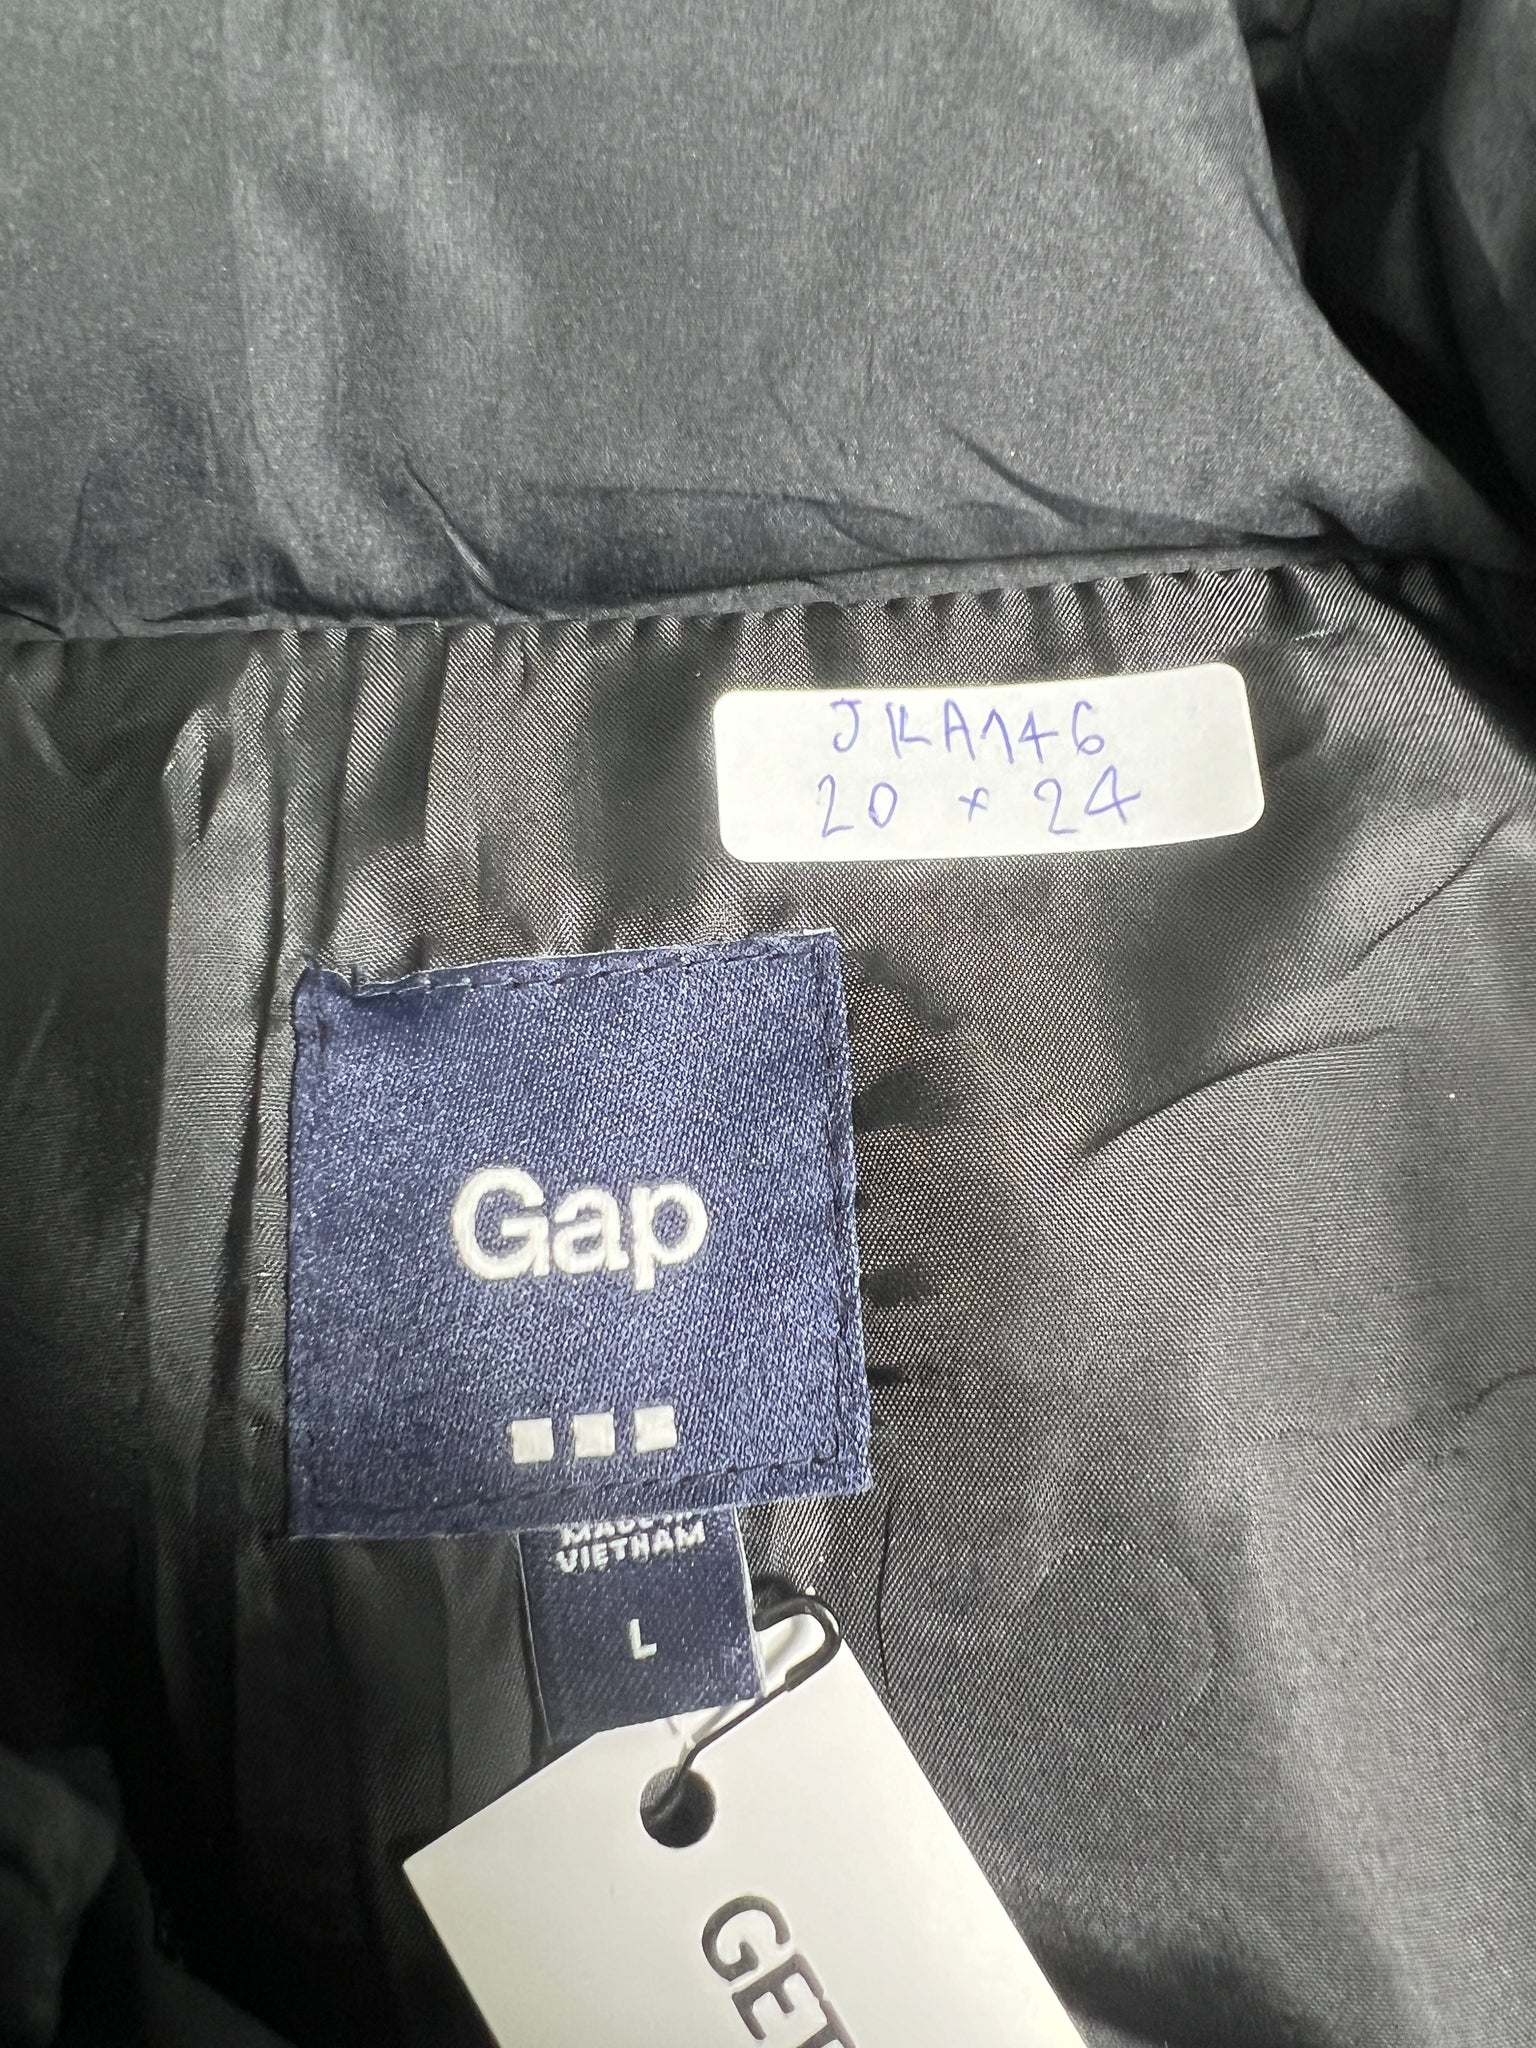 JKA146
20 x 24
Gap
MADE IN
VIETNAM
L
GET